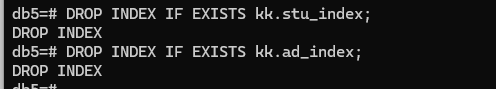 db5=# DROP INDEX IF EXISTS kk.stu_index;
DROP INDEX
db5=# DROP INDEX IF EXISTS kk.ad_index;
DROP INDEX
db5=#